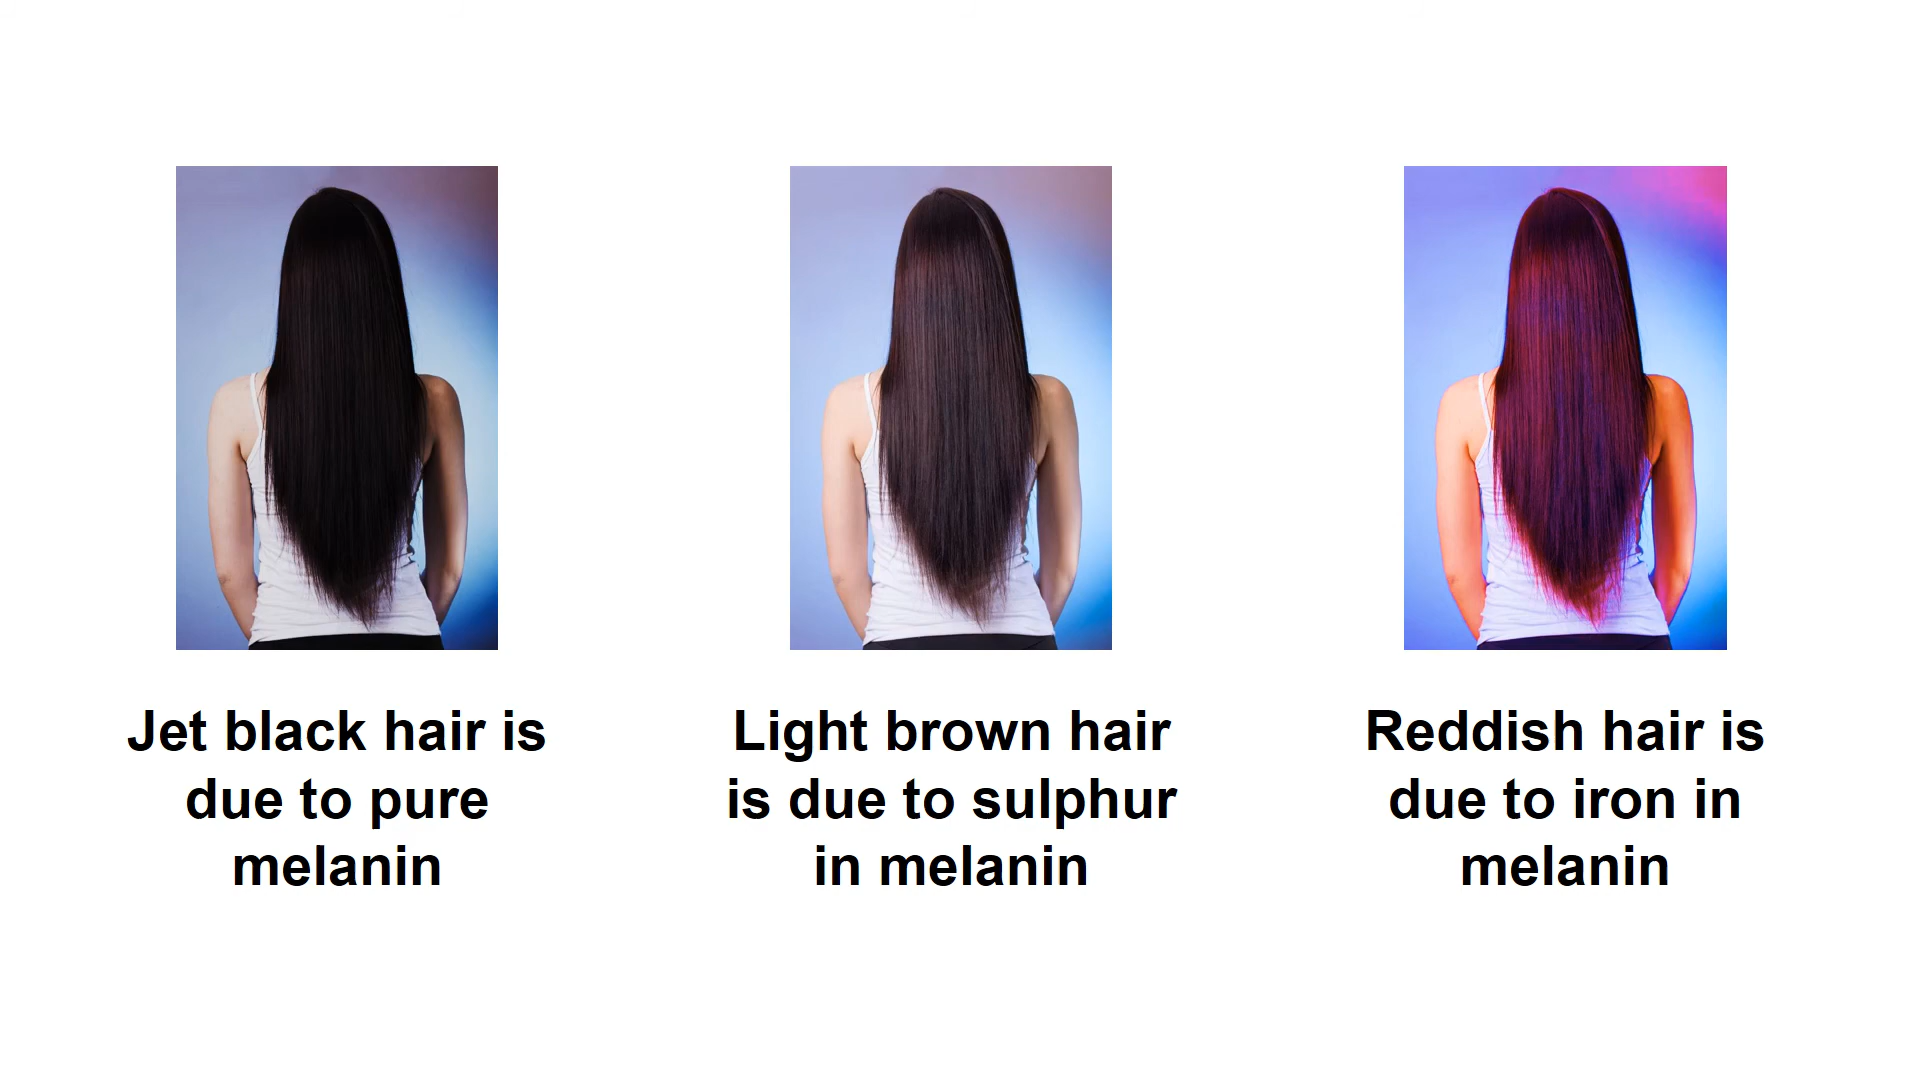 Jet black hair is
due to pure
melanin
Light brown hair
is due to sulphur
in melanin
Reddish hair is
due to iron in
melanin